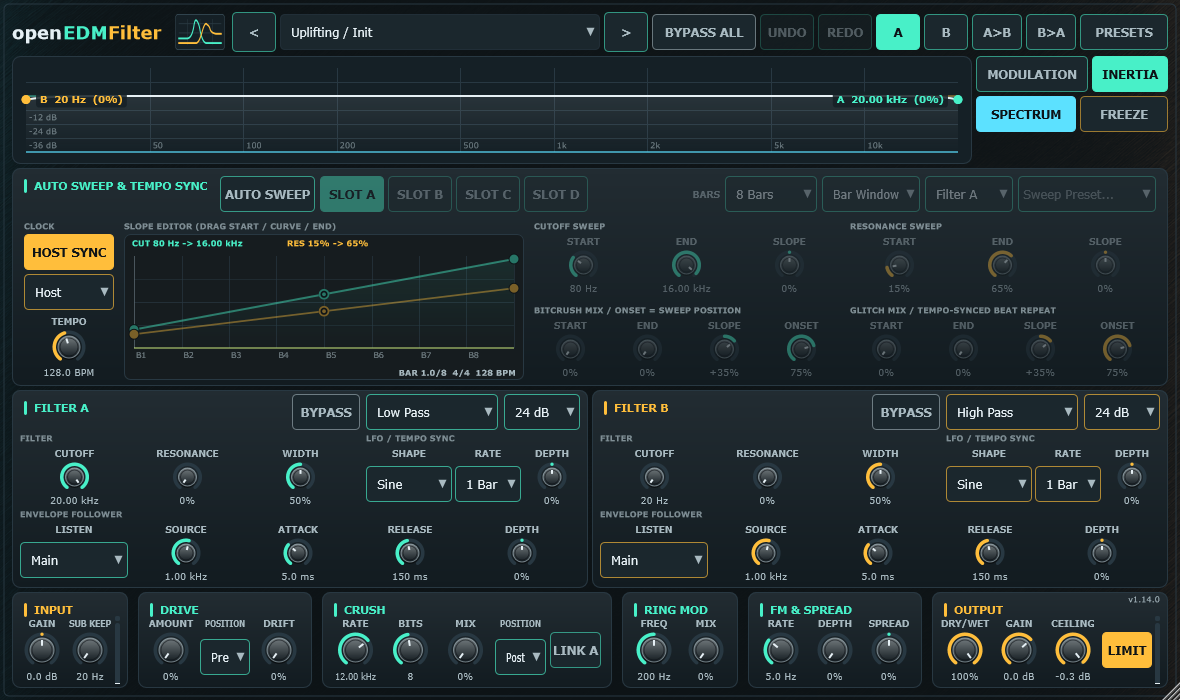 openEDMFilter < Uplifting / Init > BYPASS ALL UNDO REDO A B A>B B>A PRESETS
MODULATION INERTIA
B 20 Hz (0%) A 20.00 kHz (0%)
SPECTRUM FREEZE
-12 dB
-24 dB
-36 dB 50 100 200 500 1k 2k 5k 10k
AUTO SWEEP & TEMPO SYNC AUTO SWEEP SLOT A SLOT B SLOT C SLOT D BARS 8 Bars Bar Window Filter A Sweep Preset...
CLOCK SLOPE EDITOR (DRAG START / CURVE / END) CUTOFF SWEEP RESONANCE SWEEP
HOST SYNC CUT 80 Hz -> 16.00 kHz RES 15% -> 65% START END SLOPE START END SLOPE
Host 80 Hz 16.00 kHz 0% 15% 65% 0%
BITCRUSH MIX / ONSET = SWEEP POSITION GLITCH MIX / TEMPO-SYNCED BEAT REPEAT
TEMPO START END SLOPE ONSET START END SLOPE ONSET
B1 B2 B3 B4 B5 B6 B7 B8
128.0 BPM BAR 1.0/8 4/4 128 BPM 0% 0% +35% 75% 0% 0% +35% 75%
FILTER A BYPASS Low Pass 24 dB
FILTER LFO / TEMPO SYNC
CUTOFF RESONANCE WIDTH SHAPE RATE DEPTH
Sine 1 Bar
20.00 kHz 0% 50% 0%
ENVELOPE FOLLOWER
LISTEN SOURCE ATTACK RELEASE DEPTH
Main
1.00 kHz 5.0 ms 150 ms 0%
FILTER B BYPASS High Pass 24 dB
FILTER LFO / TEMPO SYNC
CUTOFF RESONANCE WIDTH SHAPE RATE DEPTH
Sine 1 Bar
20 Hz 0% 50% 0%
ENVELOPE FOLLOWER
LISTEN SOURCE ATTACK RELEASE DEPTH
Main
1.00 kHz 5.0 ms 150 ms 0%
INPUT
GAIN SUB KEEP
0.0 dB 20 Hz
DRIVE
AMOUNT POSITION DRIFT
Pre
0% 0%
CRUSH
RATE BITS MIX POSITION
Post LINK A
12.00 kHz 8 0%
RING MOD
FREQ MIX
200 Hz 0%
FM & SPREAD
RATE DEPTH SPREAD
5.0 Hz 0% 0%
v1.14.0
OUTPUT
DRY/WET GAIN CEILING
LIMIT
100% 0.0 dB -0.3 dB